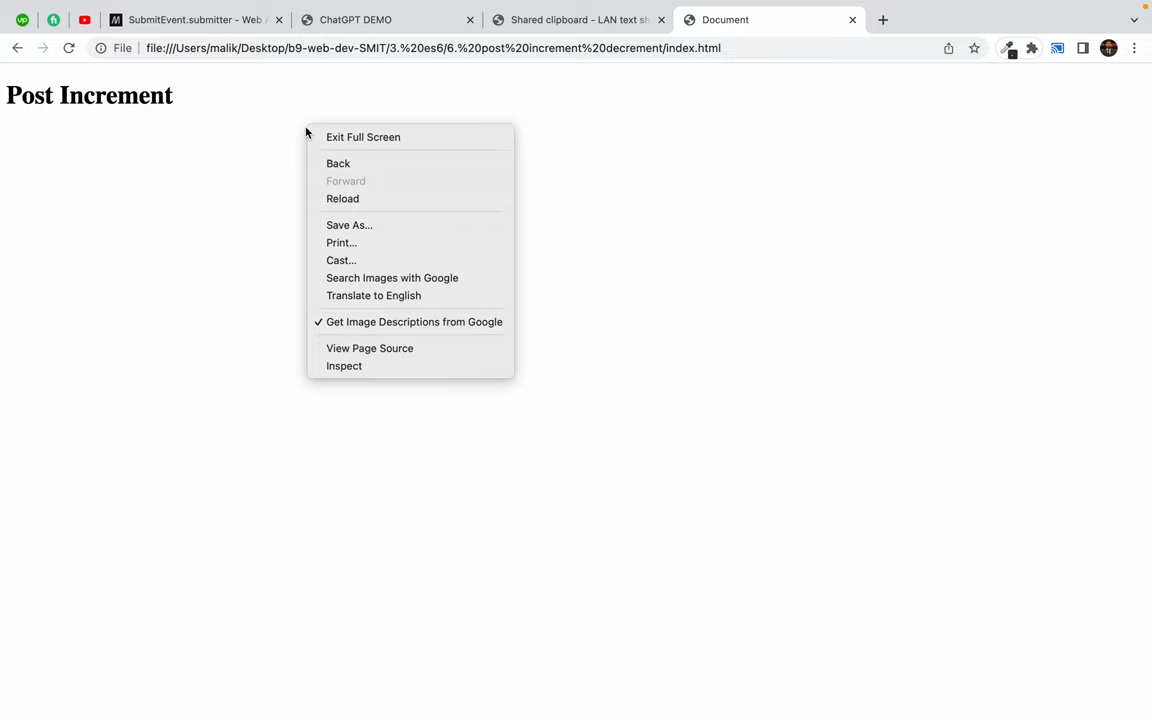 up
SubmitEvent.submitter - Web
ChatGPT DEMO
Shared clipboard - LAN text sh
Document
File
file:///Users/malik/Desktop/b9-web-dev-SMIT/3.%20es6/6.%20post%20increment%20decrement/index.html
Post Increment
Exit Full Screen
Back
Forward
Reload
Save As...
Print...
Cast...
Search Images with Google
Translate to English
Get Image Descriptions from Google
View Page Source
Inspect